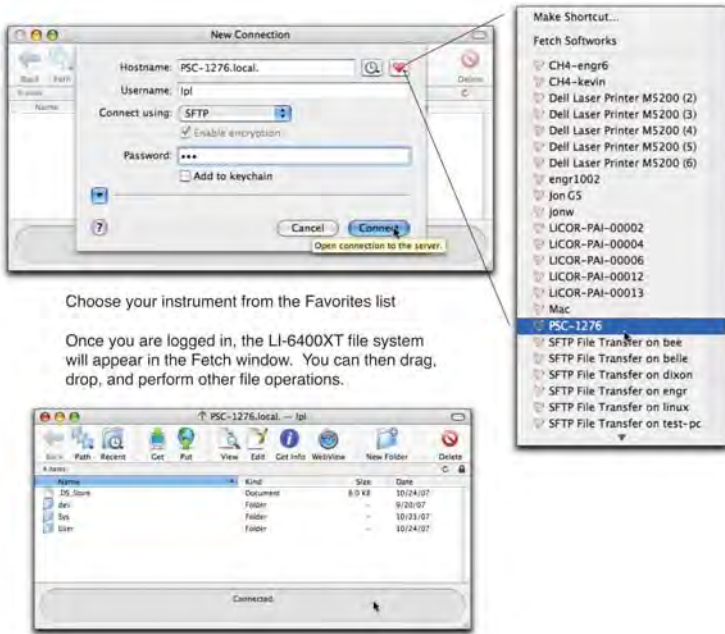 New Connection
Back
Path
Delete
Name
Hostname: PSC-1276.local.
Username: lpl
Connect using: SFTP
Enable encryption
Password: •••
Add to keychain
?
Cancel
Connect
Open connection to the server.
Make Shortcut...
Fetch Softworks
CH4-engr6
CH4-kevin
Dell Laser Printer M5200 (2)
Dell Laser Printer M5200 (3)
Dell Laser Printer M5200 (4)
Dell Laser Printer M5200 (5)
Dell Laser Printer M5200 (6)
engr1002
Jon G5
jonw
LICOR-PAI-00002
LICOR-PAI-00004
LICOR-PAI-00006
LICOR-PAI-00012
LICOR-PAI-00013
Mac
PSC-1276
SFTP File Transfer on bee
SFTP File Transfer on belle
SFTP File Transfer on dixon
SFTP File Transfer on engr
SFTP File Transfer on linux
SFTP File Transfer on test-pc
Choose your instrument from the Favorites list
Once you are logged in, the LI-6400XT file system
will appear in the Fetch window. You can then drag,
drop, and perform other file operations.
PSC-1276.local. — lpl
Back Path Recent Get Put View Edit Get Info WebView New Folder Delete
4 items
Name Kind Size Date
.DS_Store Document 6.0 KB 10/24/07
dev Folder - 9/20/07
Sys Folder - 10/23/07
User Folder - 10/24/07
Connected.